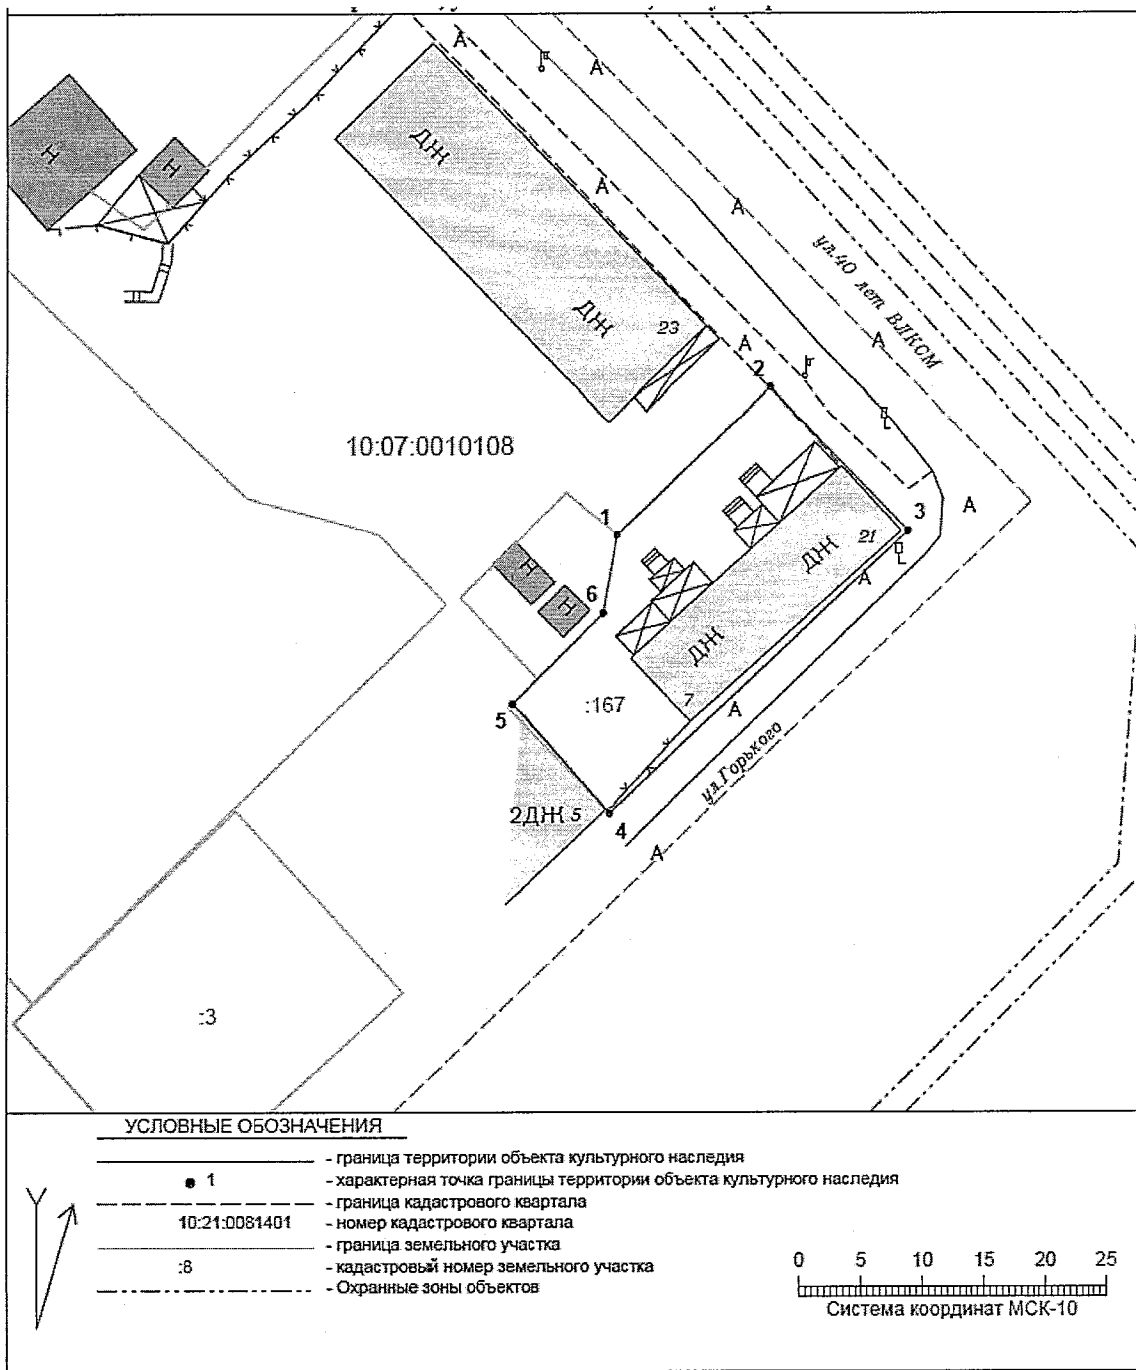 А
А
Н
Н
ДЖ
А
А
ул.40 лет ВЛКСМ
ДЖ
23
А
А
2
10:07:0010108
1
3
А
21
ДЖ
Н
А
6
Н
ДЖ
:167
7
А
5
ул.Горького
2ДЖ 5
4
А
:3
УСЛОВНЫЕ ОБОЗНАЧЕНИЯ
- граница территории объекта культурного наследия
1 - характерная точка границы территории объекта культурного наследия
- граница кадастрового квартала
10:21:0081401 - номер кадастрового квартала
- граница земельного участка
:8 - кадастровый номер земельного участка
- Охранные зоны объектов
0 5 10 15 20 25
Система координат МСК-10